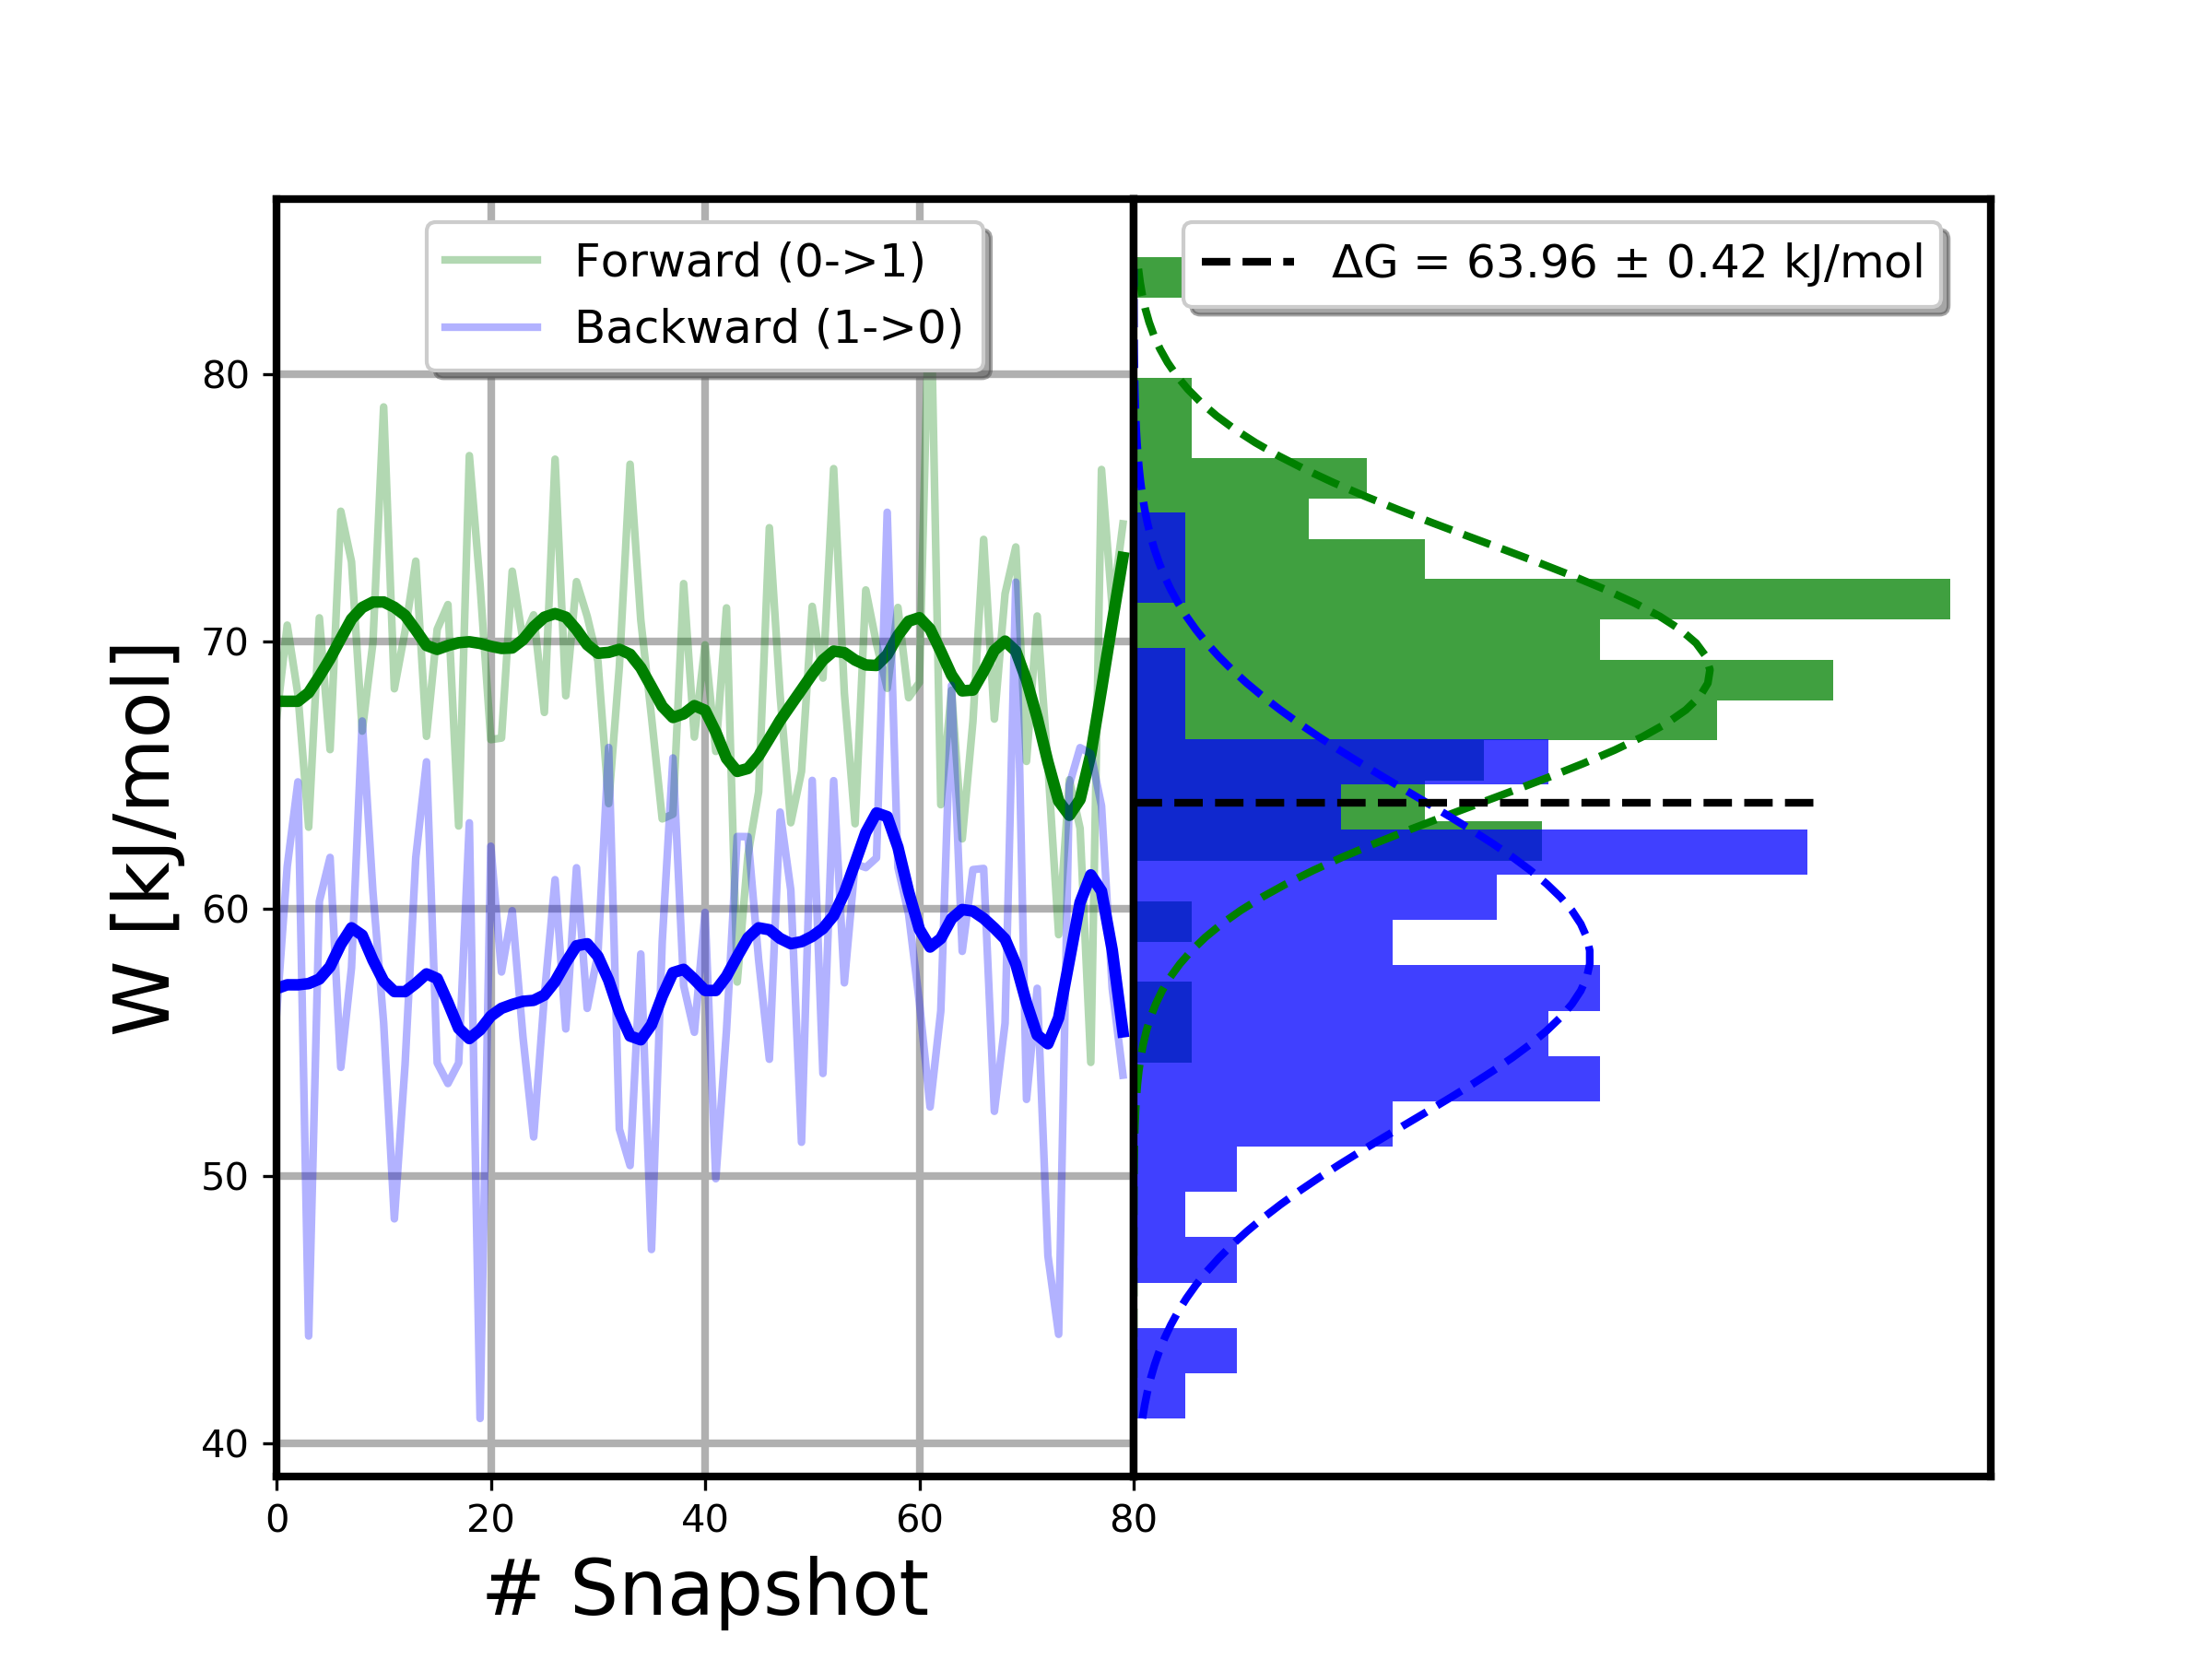 Forward (0->1)
Backward (1->0)
ΔG = 63.96 ± 0.42 kJ/mol
W [kJ/mol]
80
70
60
50
40
0 20 40 60 80
# Snapshot